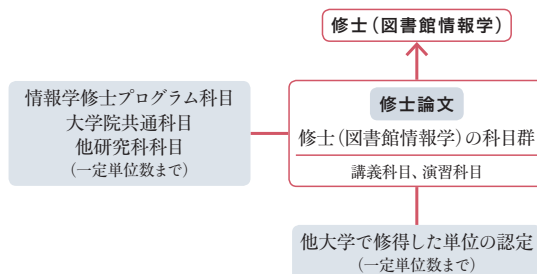 修士（図書館情報学）
情報学修士プログラム科目
大学院共通科目
他研究科科目
（一定単位数まで）
修士論文
修士（図書館情報学）の科目群
講義科目、演習科目
他大学で修得した単位の認定
（一定単位数まで）